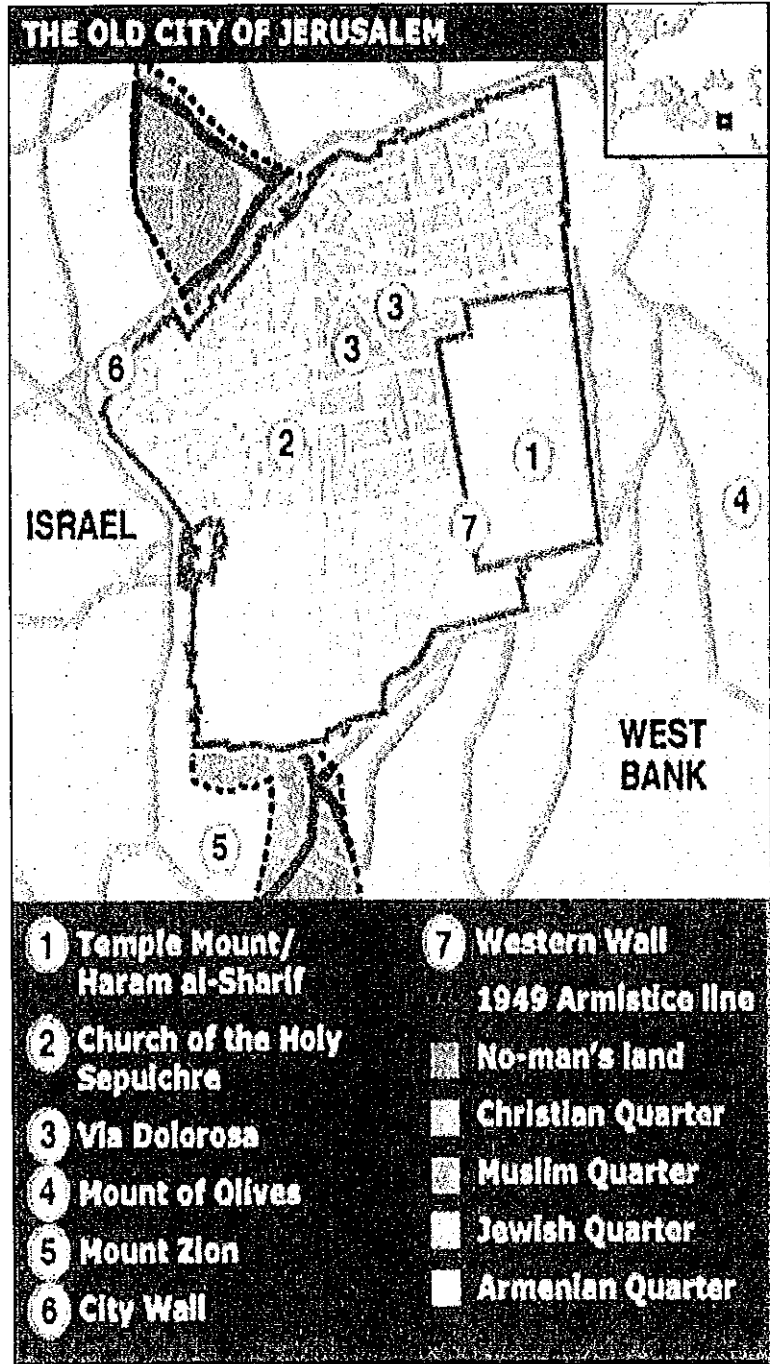 THE OLD CITY OF JERUSALEM
3
3
6
2
1
ISRAEL
7
4
WEST
BANK
5
1 Temple Mount/
Haram al-Sharif
2 Church of the Holy
Sepulchre
3 Via Dolorosa
4 Mount of Olives
5 Mount Zion
6 City Wall
7 Western Wall
1949 Armistice line
No-man's land
Christian Quarter
Muslim Quarter
Jewish Quarter
Armenian Quarter